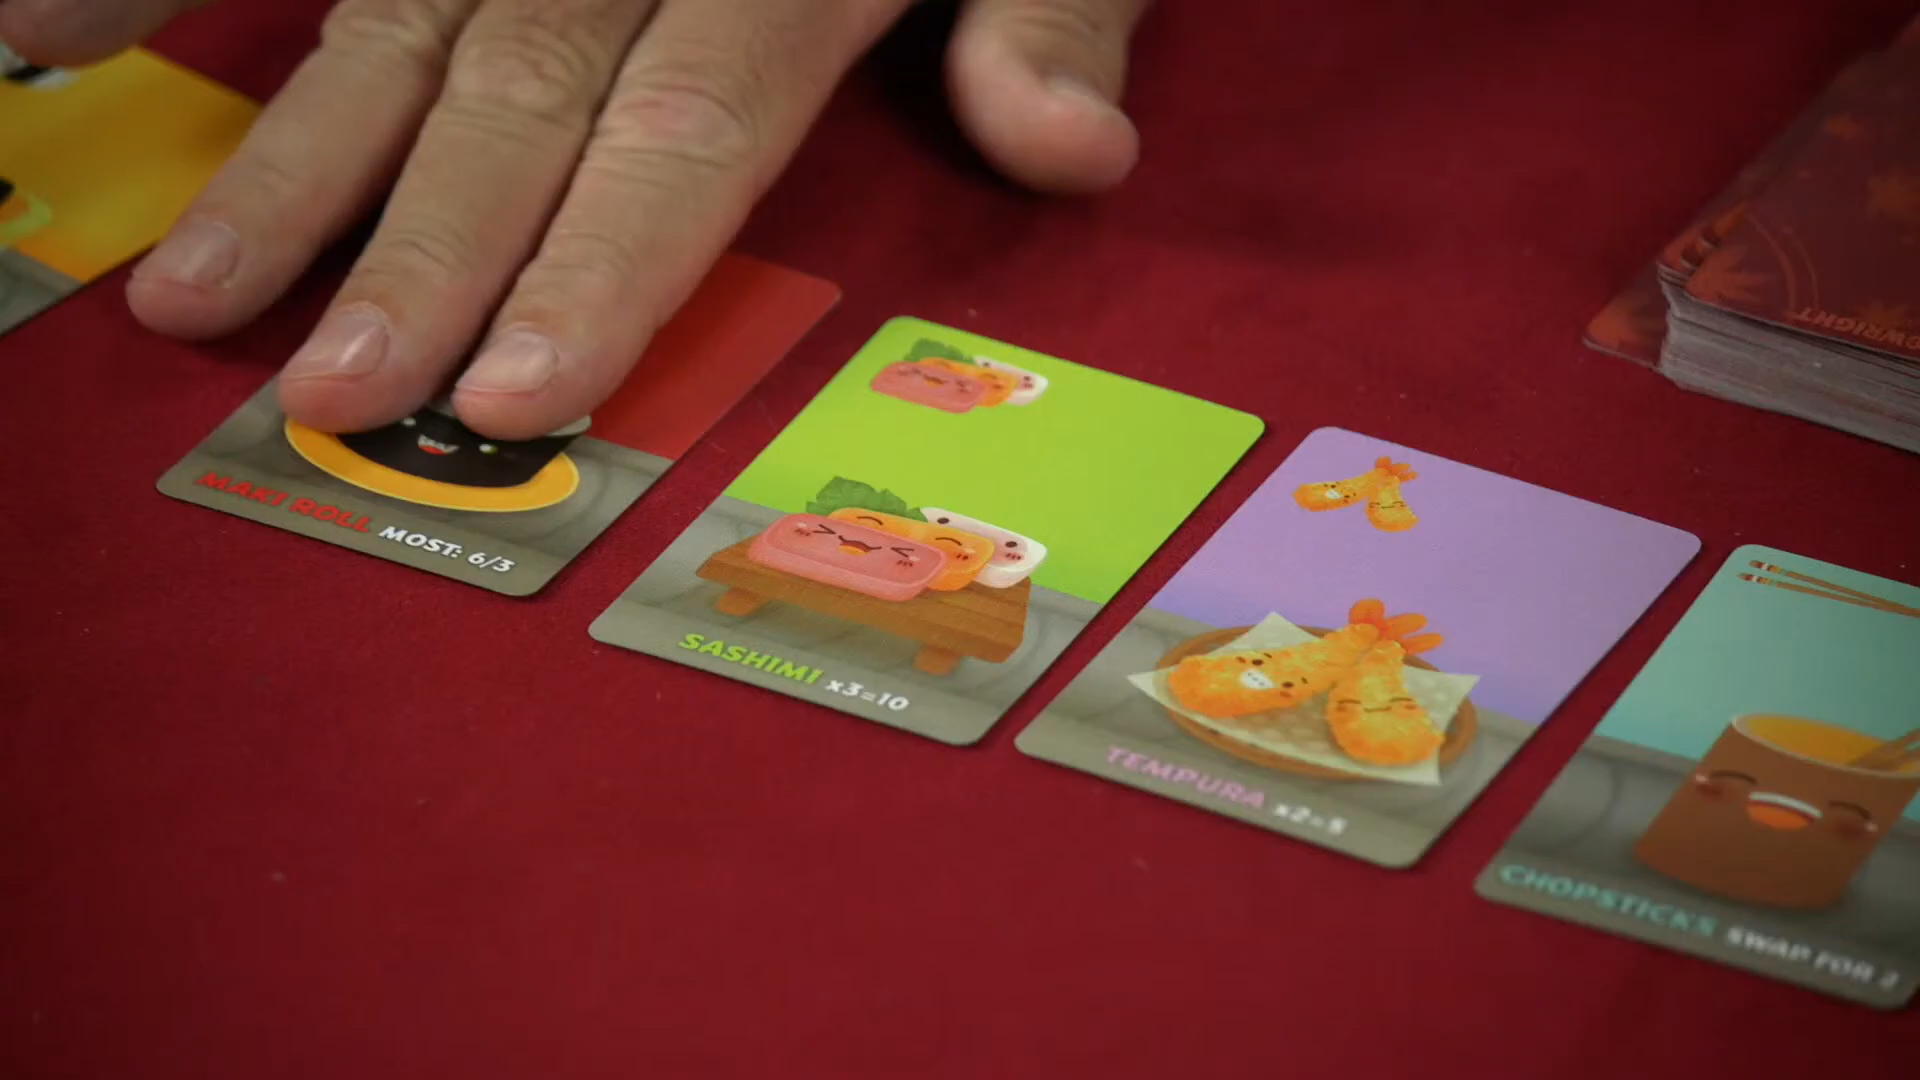 MAKI ROLL MOST: 6/3
SASHIMI x3=10
TEMPURA x2=5
CHOPSTICKS SWAP FOR 2